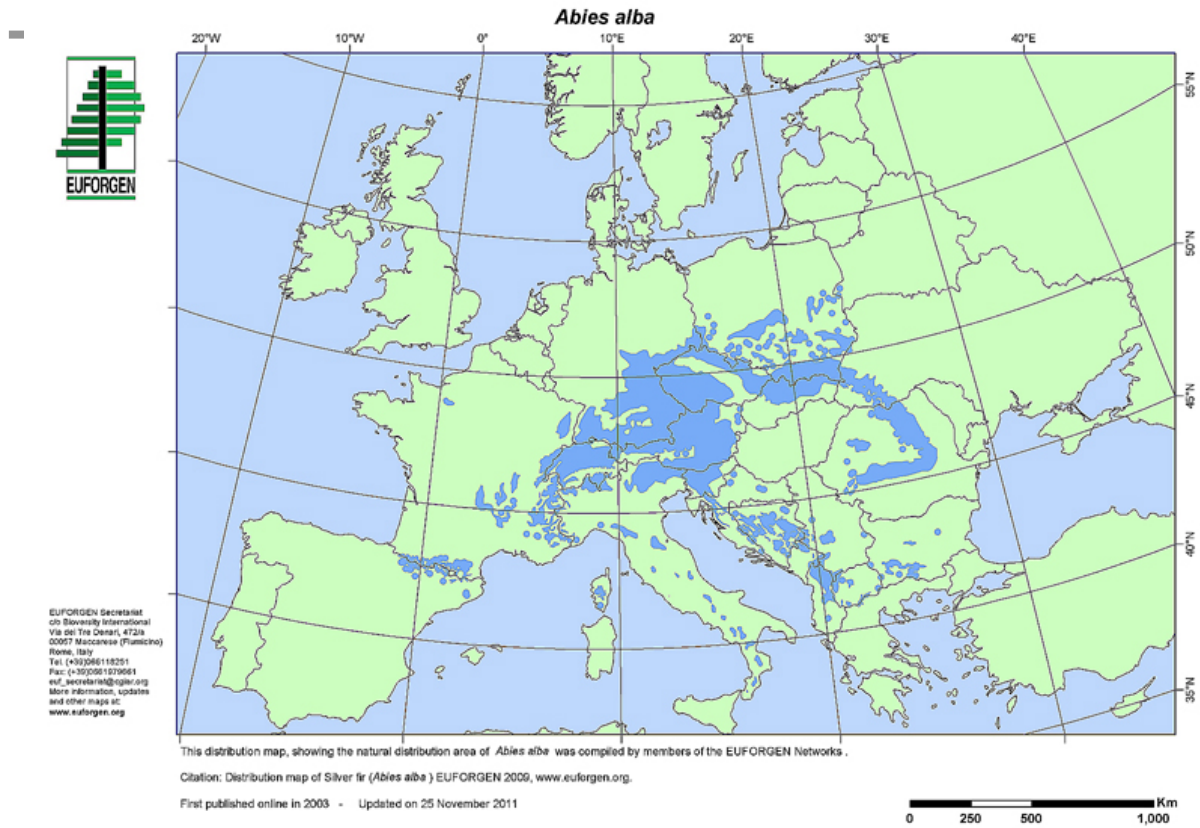 Abies alba
20°W 10°W 0° 10°E 20°E 30°E 40°E
55°N
50°N
45°N
40°N
35°N
EUFORGEN
EUFORGEN Secretariat
c/o Bioversity International
Via dei Tre Denari, 472/a
00057 Maccarese (Fiumicino)
Rome, Italy
Tel. (+39)066118251
Fax: (+39)0661979661
euf_secretariat@cgiar.org
More information, updates
and other maps at:
www.euforgen.org
This distribution map, showing the natural distribution area of Abies alba was compiled by members of the EUFORGEN Networks .
Citation: Distribution map of Silver fir (Abies alba ) EUFORGEN 2009, www.euforgen.org.
First published online in 2003 - Updated on 25 November 2011
Km
0 250 500 1,000